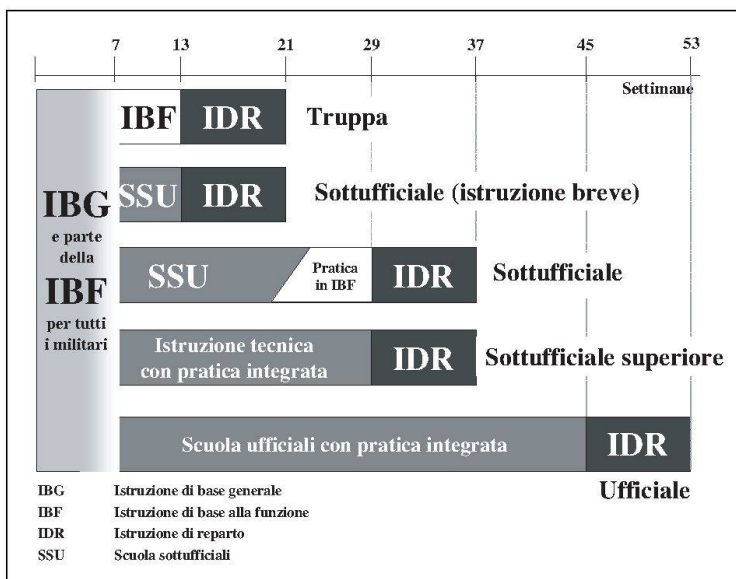 7 13 21 29 37 45 53
Settimane
IBF IDR Truppa
SSU IDR Sottufficiale (istruzione breve)
IBG
e parte
della
IBF
per tutti
i militari
SSU Pratica
in IBF IDR Sottufficiale
Istruzione tecnica
con pratica integrata IDR Sottufficiale superiore
Scuola ufficiali con pratica integrata IDR
Ufficiale
IBG Istruzione di base generale
IBF Istruzione di base alla funzione
IDR Istruzione di reparto
SSU Scuola sottufficiali